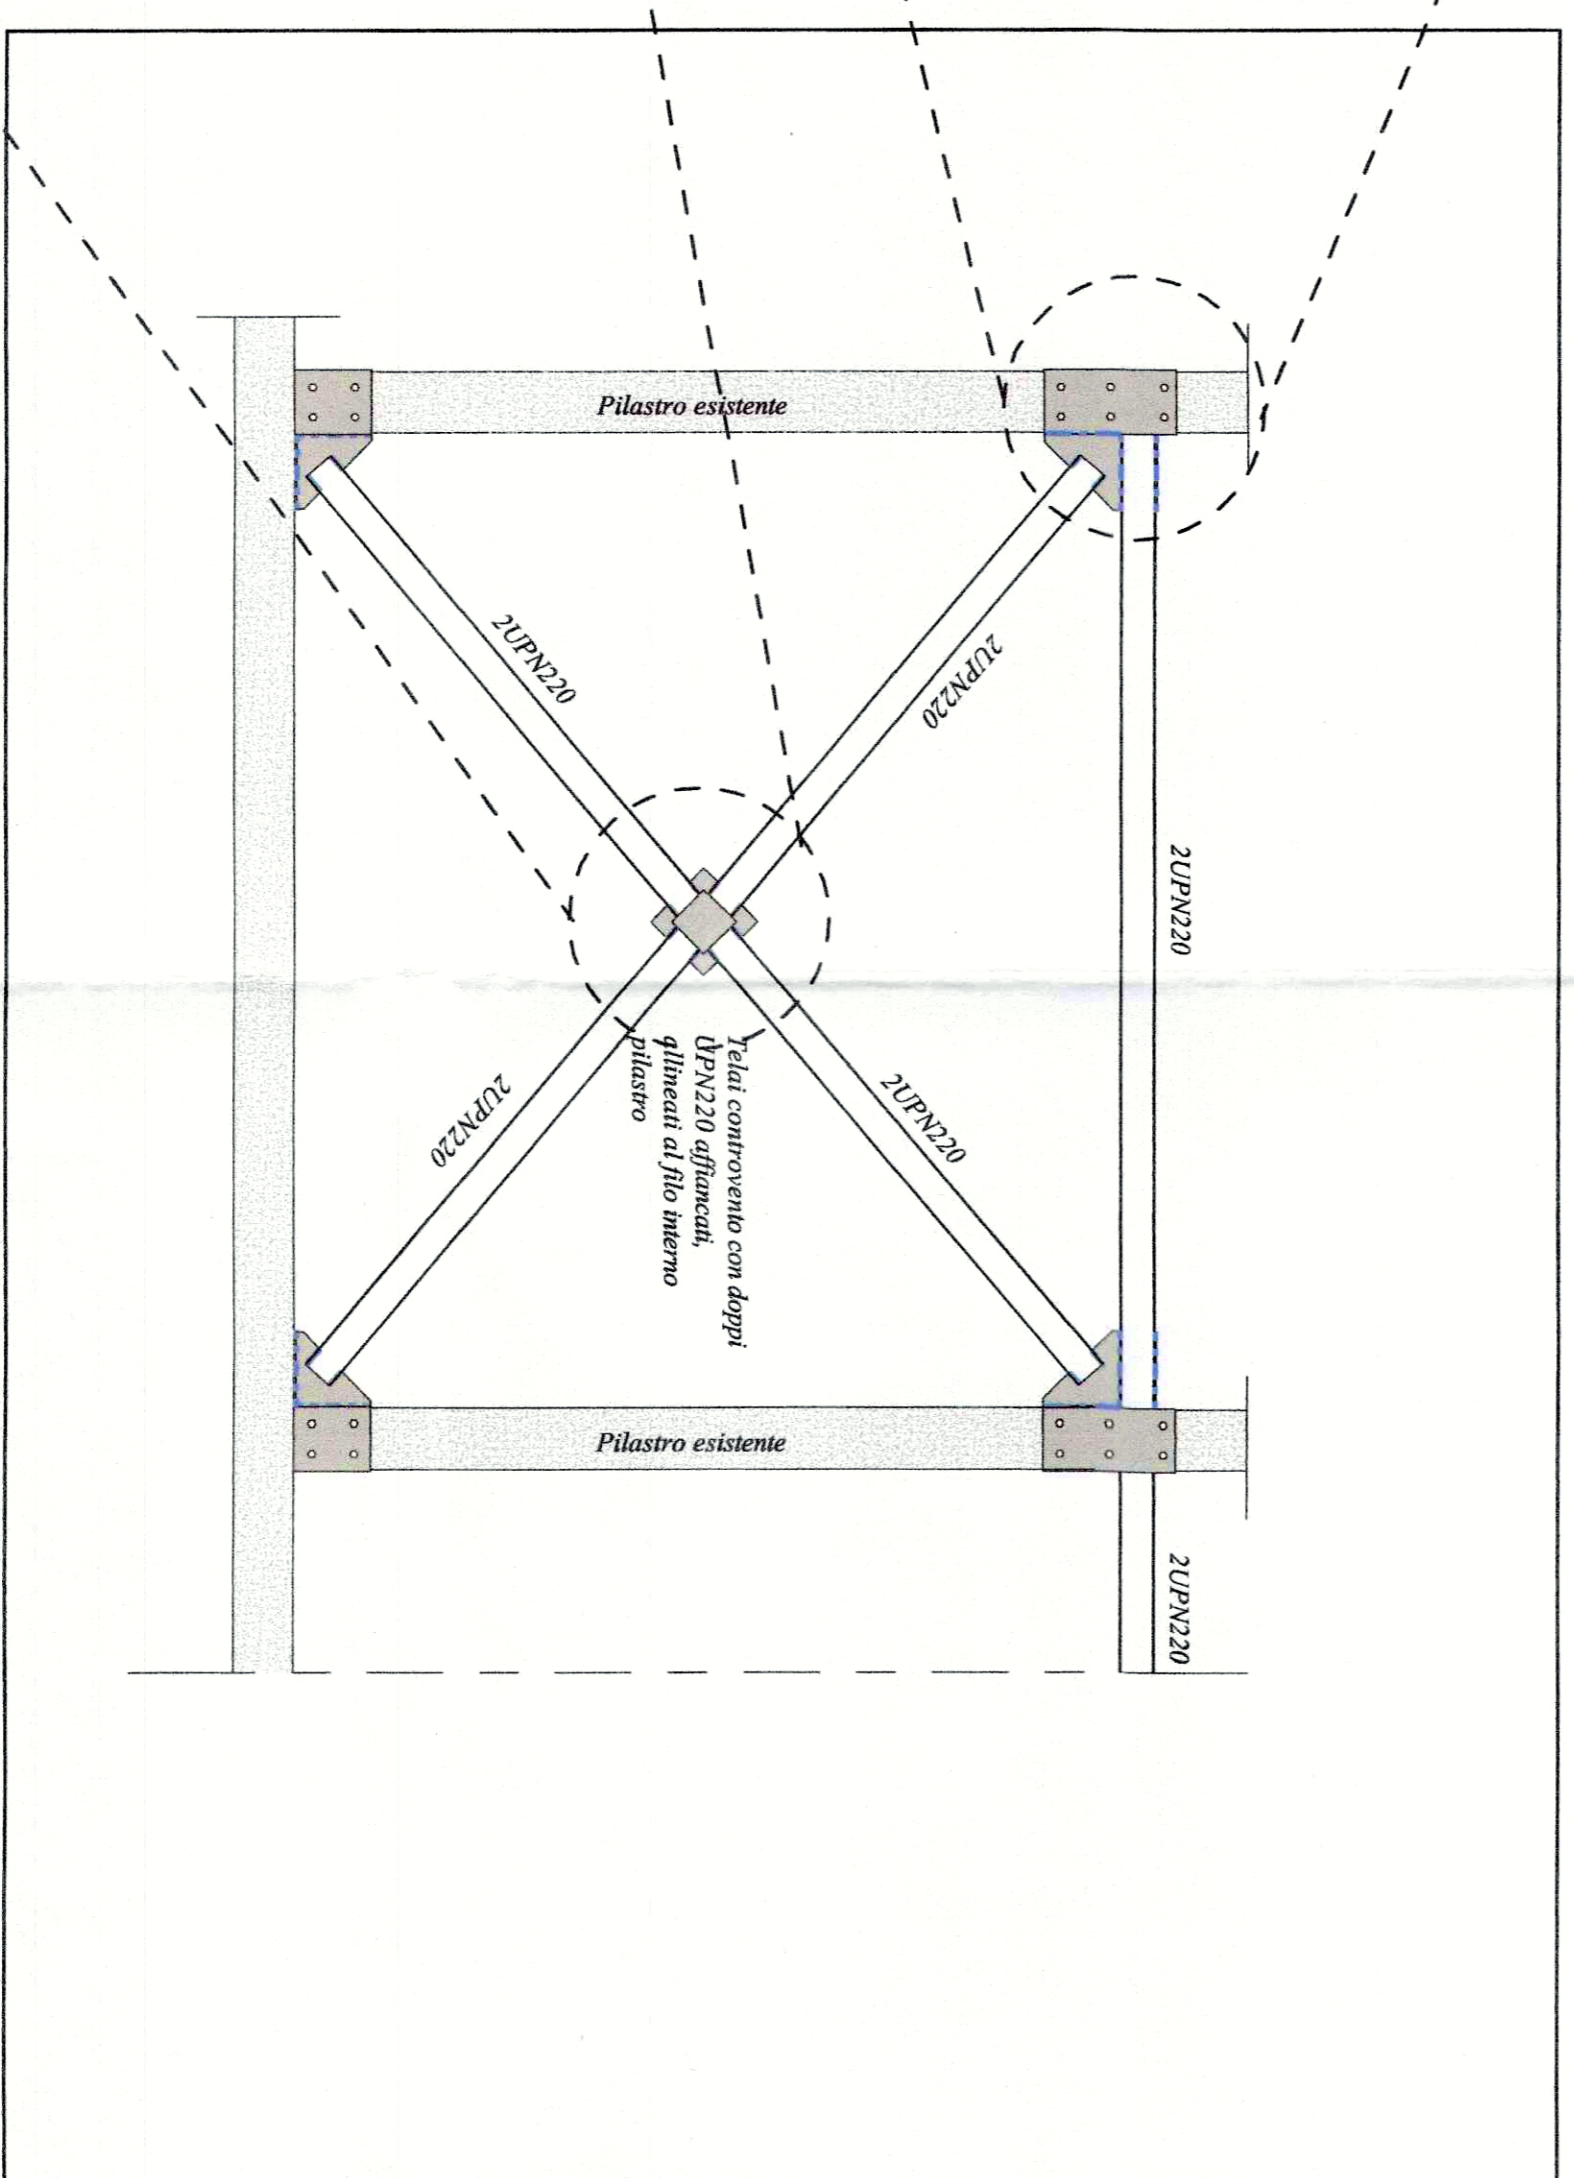 Pilastro esistente
2UPN220
2UPN220
2UPN220
Telai controvento con doppi
UPN220 affiancati,
allineati al filo interno
pilastro
2UPN220
2UPN220
Pilastro esistente
2UPN220